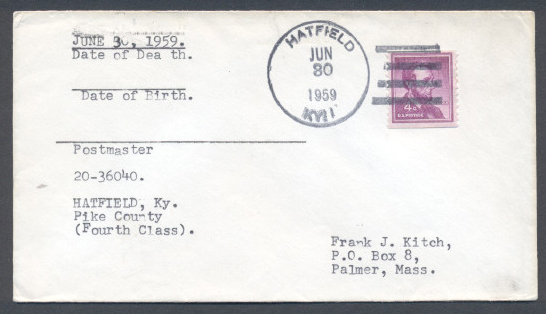 JUNE 30, 1959.
Date of Dea th.
Date of Birth.
Postmaster
20-36040.
HATFIELD, Ky.
Pike County
(Fourth Class).
HATFIELD
JUN
30
1959
KY
4¢
U.S. POSTAGE
Frank J. Kitch,
P.O. Box 8,
Palmer, Mass.